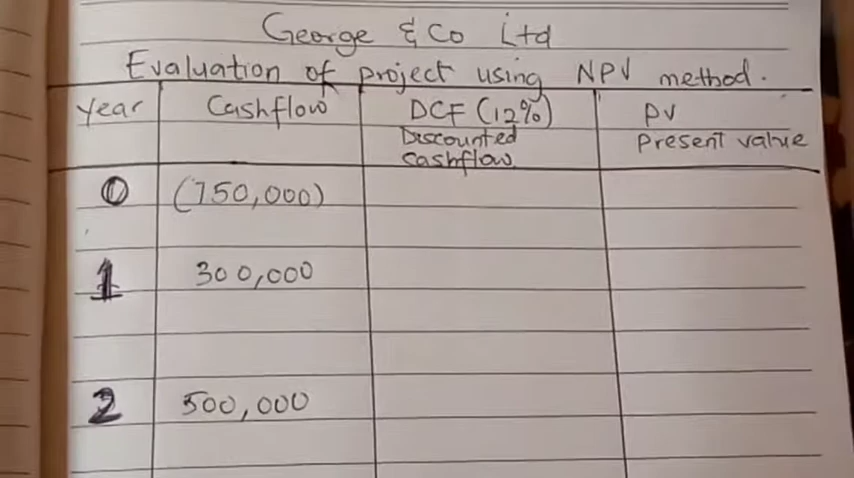 George & Co Ltd
Evaluation of project using NPV method.
Year Cashflow DCF (12%) PV
Discounted cashflow Present value
0 (750,000)
1 300,000
2 500,000